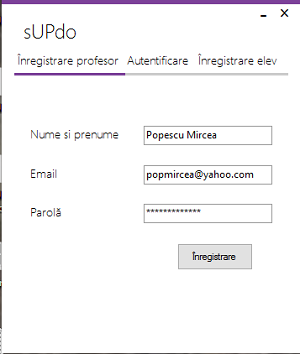 sUPdo
Înregistrare profesor Autentificare Înregistrare elev
Nume si prenume Popescu Mircea
Email popmircea@yahoo.com
Parolă *************
Înregistrare